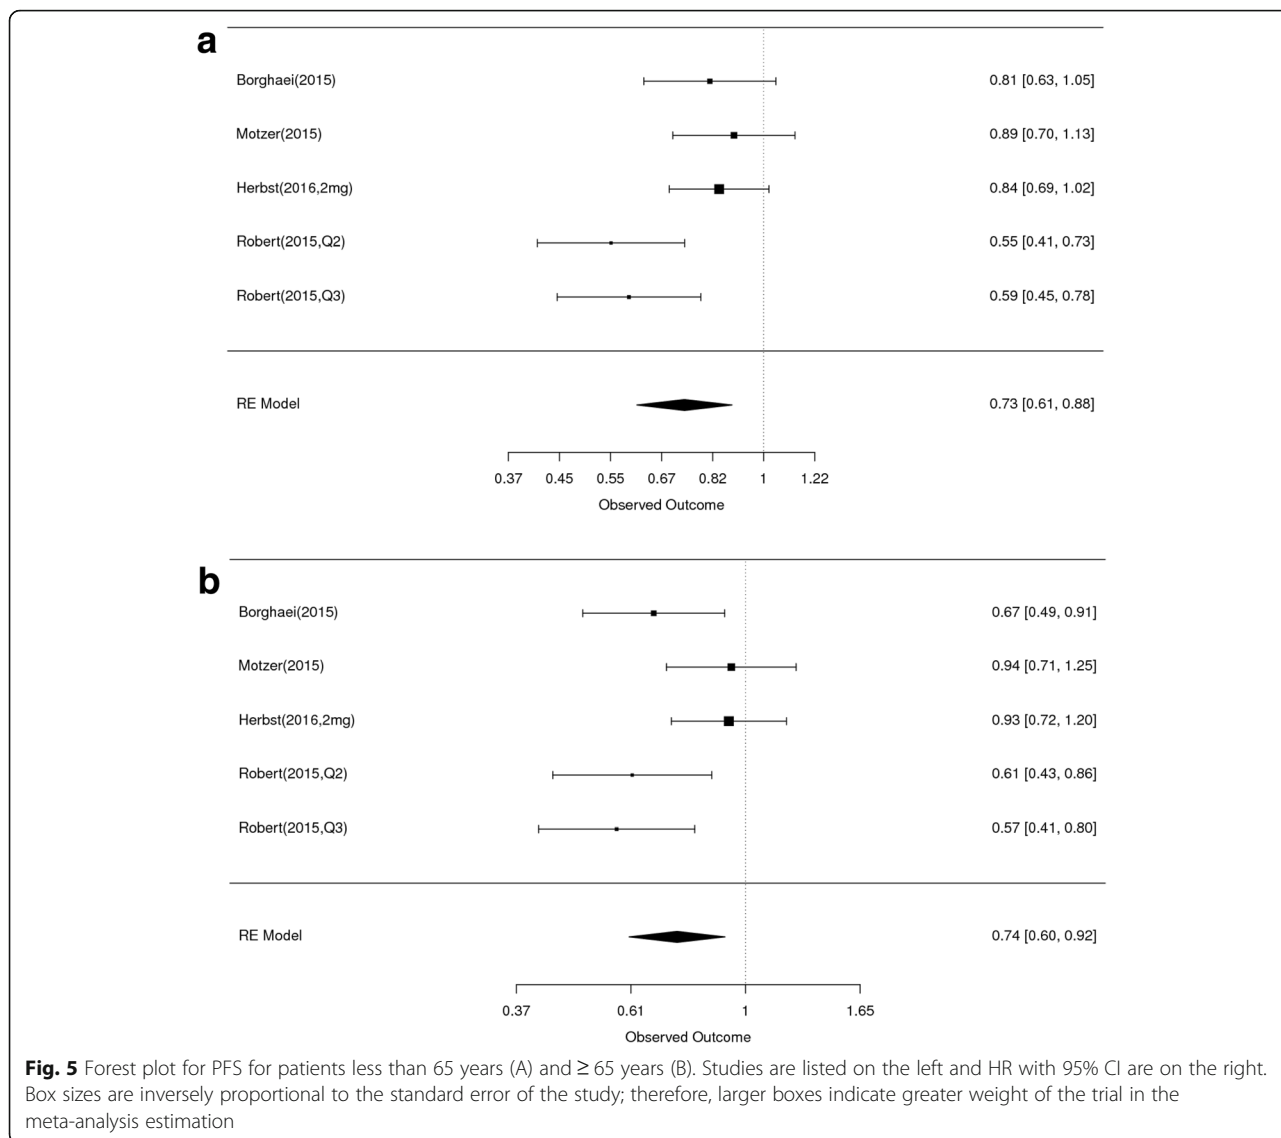 a
Borghaei(2015) 0.81 [0.63, 1.05]
Motzer(2015) 0.89 [0.70, 1.13]
Herbst(2016,2mg) 0.84 [0.69, 1.02]
Robert(2015,Q2) 0.55 [0.41, 0.73]
Robert(2015,Q3) 0.59 [0.45, 0.78]
RE Model 0.73 [0.61, 0.88]
0.37 0.45 0.55 0.67 0.82 1 1.22
Observed Outcome
b
Borghaei(2015) 0.67 [0.49, 0.91]
Motzer(2015) 0.94 [0.71, 1.25]
Herbst(2016,2mg) 0.93 [0.72, 1.20]
Robert(2015,Q2) 0.61 [0.43, 0.86]
Robert(2015,Q3) 0.57 [0.41, 0.80]
RE Model 0.74 [0.60, 0.92]
0.37 0.61 1 1.65
Observed Outcome
Fig. 5 Forest plot for PFS for patients less than 65 years (A) and ≥ 65 years (B). Studies are listed on the left and HR with 95% CI are on the right.
Box sizes are inversely proportional to the standard error of the study; therefore, larger boxes indicate greater weight of the trial in the
meta-analysis estimation